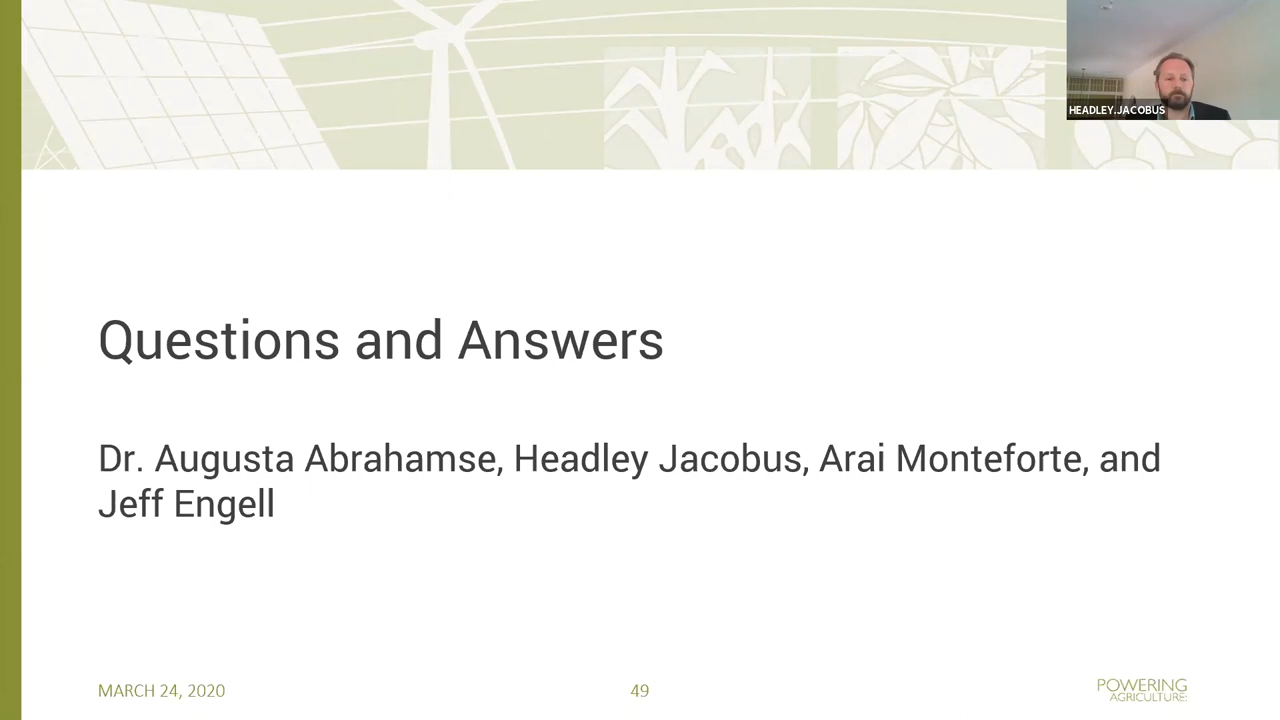 HEADLEY.JACOBUS
Questions and Answers
Dr. Augusta Abrahamse, Headley Jacobus, Arai Monteforte, and
Jeff Engell
MARCH 24, 2020
49
POWERING
AGRICULTURE: